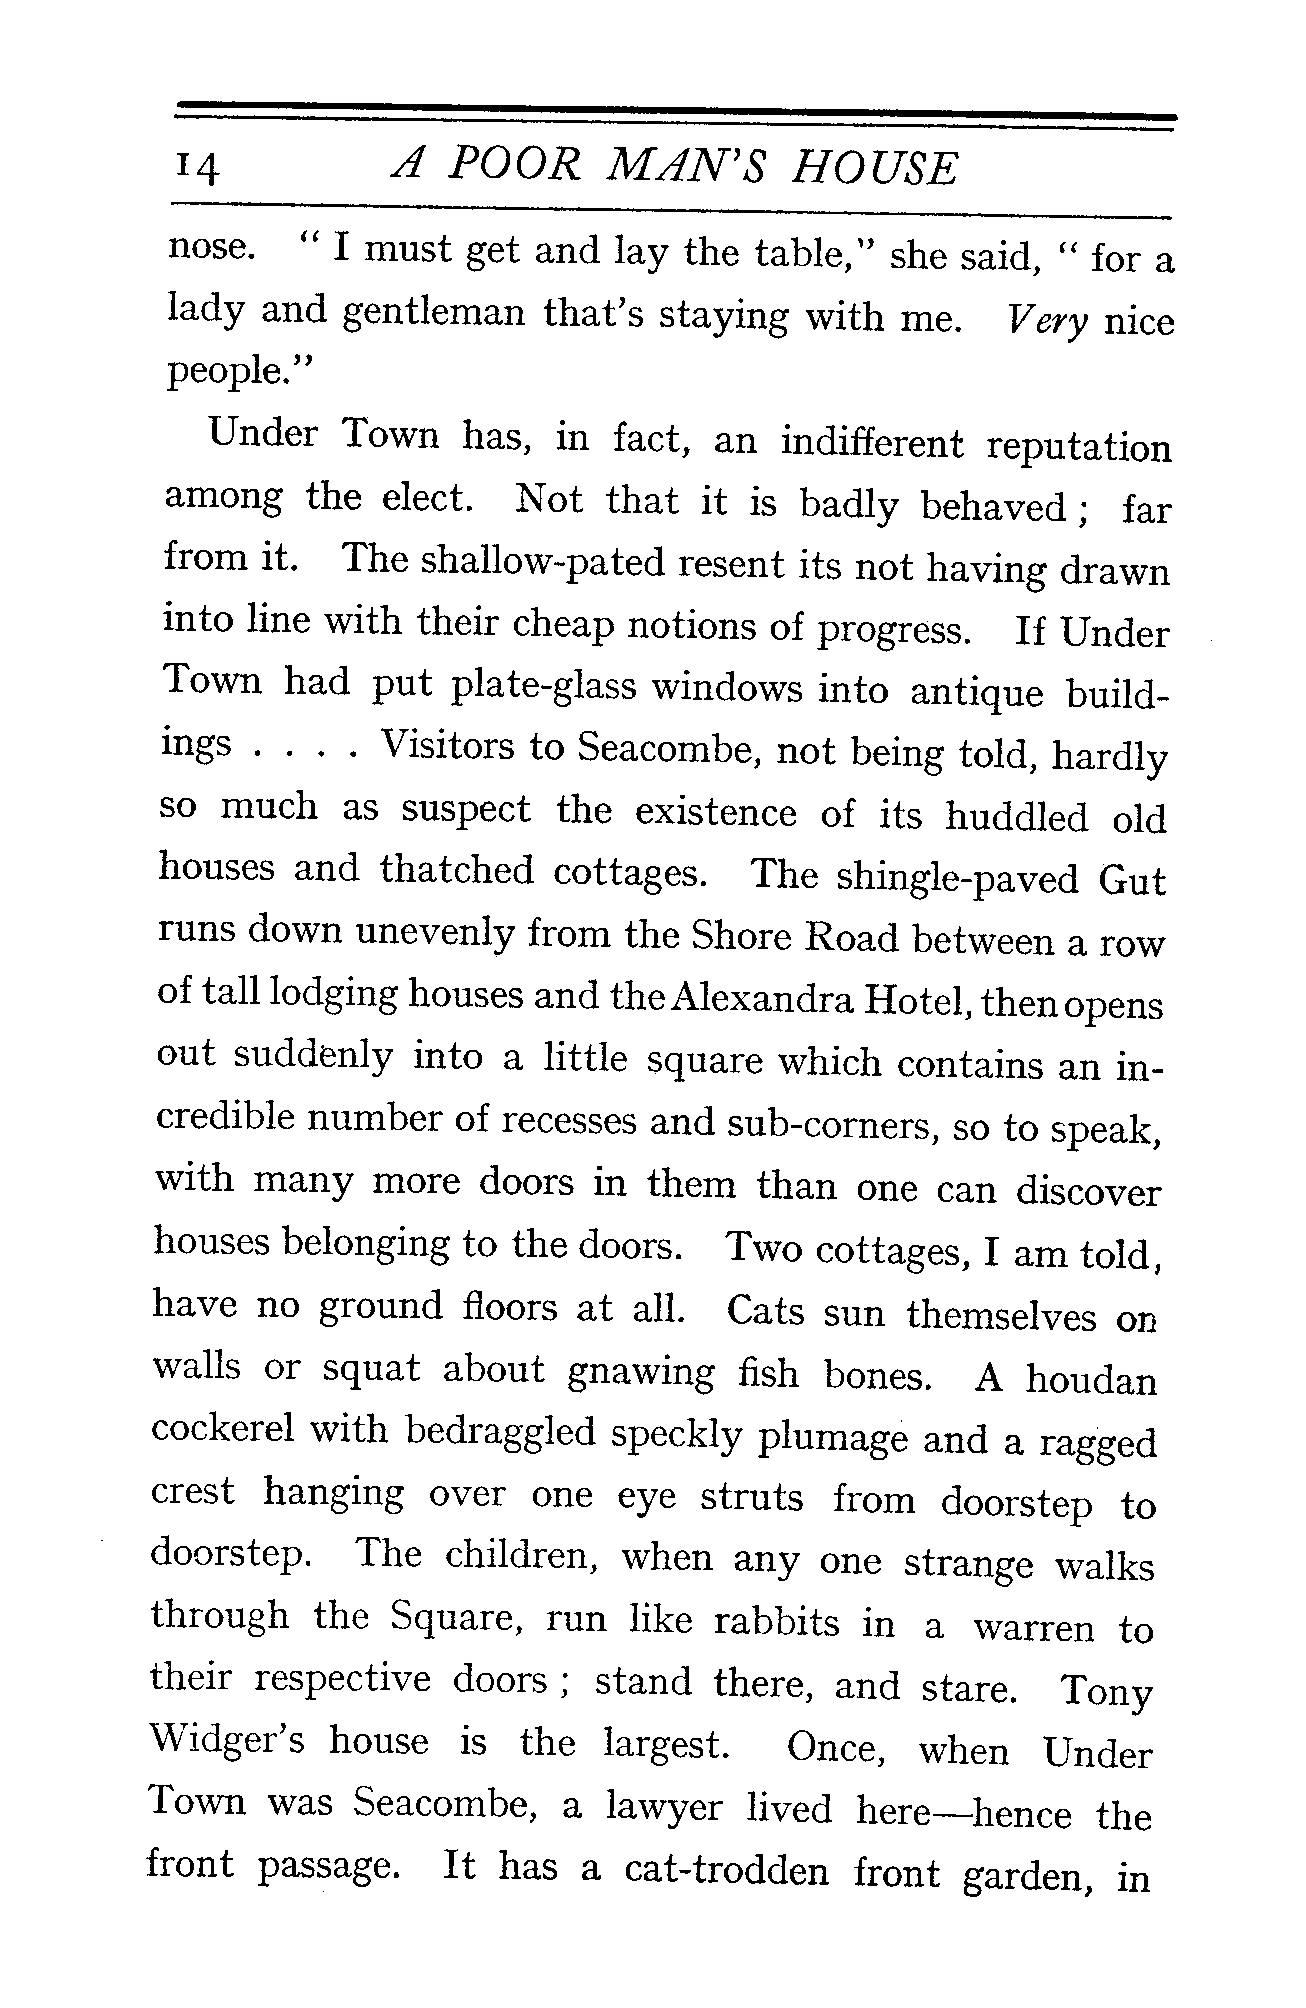 14 A POOR MAN'S HOUSE
nose. " I must get and lay the table," she said, " for a
lady and gentleman that's staying with me. Very nice
people."
Under Town has, in fact, an indifferent reputation
among the elect. Not that it is badly behaved ; far
from it. The shallow-pated resent its not having drawn
into line with their cheap notions of progress. If Under
Town had put plate-glass windows into antique build-
ings . . . . Visitors to Seacombe, not being told, hardly
so much as suspect the existence of its huddled old
houses and thatched cottages. The shingle-paved Gut
runs down unevenly from the Shore Road between a row
of tall lodging houses and the Alexandra Hotel, then opens
out suddenly into a little square which contains an in-
credible number of recesses and sub-corners, so to speak,
with many more doors in them than one can discover
houses belonging to the doors. Two cottages, I am told,
have no ground floors at all. Cats sun themselves on
walls or squat about gnawing fish bones. A houdan
cockerel with bedraggled speckly plumage and a ragged
crest hanging over one eye struts from doorstep to
doorstep. The children, when any one strange walks
through the Square, run like rabbits in a warren to
their respective doors ; stand there, and stare. Tony
Widger's house is the largest. Once, when Under
Town was Seacombe, a lawyer lived here—hence the
front passage. It has a cat-trodden front garden, in